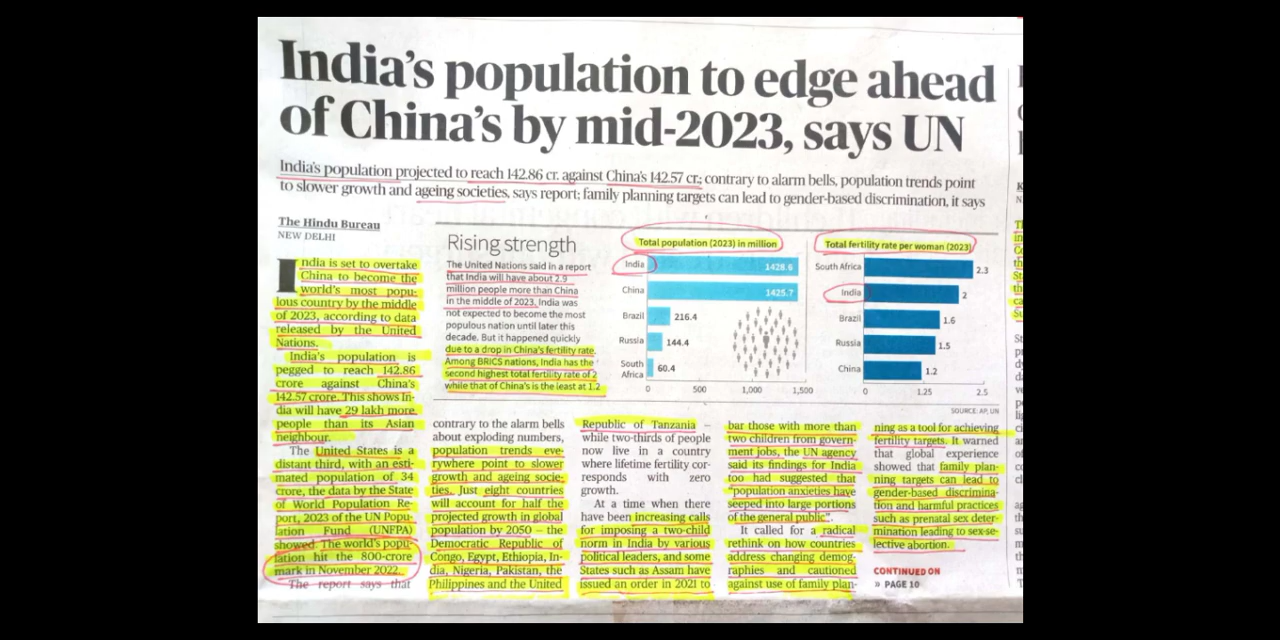 India's population to edge ahead
of China's by mid-2023, says UN
India's population projected to reach 142.86 cr. against China's 142.57 cr.; contrary to alarm bells, population trends point
to slower growth and ageing societies, says report; family planning targets can lead to gender-based discrimination, it says
The Hindu Bureau
NEW DELHI
India is set to overtake
China to become the
world's most popu-
lous country by the middle
of 2023, according to data
released by the United
Nations.
India's population is
pegged to reach 142.86
crore against China's
142.57 crore. This shows In-
dia will have 29 lakh more
people than its Asian
neighbour.
The United States is a
distant third, with an esti-
mated population of 34
crore, the data by the State
of World Population Re-
port, 2023 of the UN Popu-
lation Fund (UNFPA)
showed. The world's popu-
lation hit the 800-crore
mark in November 2022.
The report says that
Rising strength
The United Nations said in a report
that India will have about 2.9
million people more than China
in the middle of 2023. India was
not expected to become the most
populous nation until later this
decade. But it happened quickly
due to a drop in China's fertility rate.
Among BRICS nations, India has the
second highest total fertility rate of 2
while that of China's is the least at 1.2
Total population (2023) in million
India 1428.6
China 1425.7
Brazil 216.4
Russia 144.4
South
Africa 60.4
0 500 1,000 1,500
Total fertility rate per woman (2023)
South Africa 2.3
India 2
Brazil 1.6
Russia 1.5
China 1.2
0 1.25 2.5
SOURCE: AP, UN
contrary to the alarm bells
about exploding numbers,
population trends eve-
rywhere point to slower
growth and ageing socie-
ties. Just eight countries
will account for half the
projected growth in global
population by 2050 – the
Democratic Republic of
Congo, Egypt, Ethiopia, In-
dia, Nigeria, Pakistan, the
Philippines and the United
Republic of Tanzania –
while two-thirds of people
now live in a country
where lifetime fertility cor-
responds with zero
growth.
At a time when there
have been increasing calls
for imposing a two-child
norm in India by various
political leaders, and some
States such as Assam have
issued an order in 2021 to
bar those with more than
two children from govern-
ment jobs, the UN agency
said its findings for India
too had suggested that
"population anxieties have
seeped into large portions
of the general public".
It called for a radical
rethink on how countries
address changing demog-
raphies and cautioned
against use of family plan-
ning as a tool for achieving
fertility targets. It warned
that global experience
showed that family plan-
ning targets can lead to
gender-based discrimina-
tion and harmful practices
such as prenatal sex deter-
mination leading to sex-se-
lective abortion.
CONTINUED ON
» PAGE 10